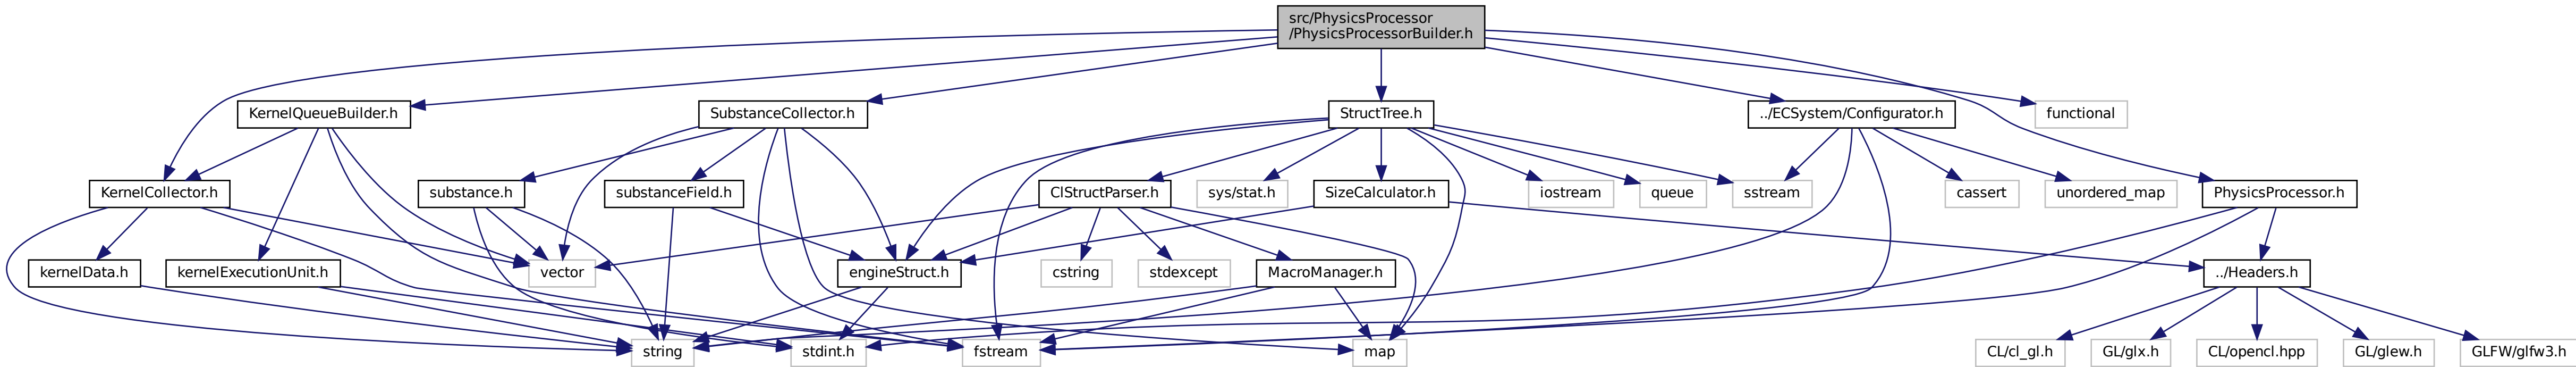 src/PhysicsProcessor
/PhysicsProcessorBuilder.h
KernelQueueBuilder.h
SubstanceCollector.h
StructTree.h
../ECSystem/Configurator.h
functional
KernelCollector.h
substance.h
substanceField.h
ClStructParser.h
sys/stat.h
SizeCalculator.h
iostream
queue
sstream
cassert
unordered_map
PhysicsProcessor.h
kernelData.h
kernelExecutionUnit.h
vector
engineStruct.h
cstring
stdexcept
MacroManager.h
../Headers.h
string
stdint.h
fstream
map
CL/cl_gl.h
GL/glx.h
CL/opencl.hpp
GL/glew.h
GLFW/glfw3.h